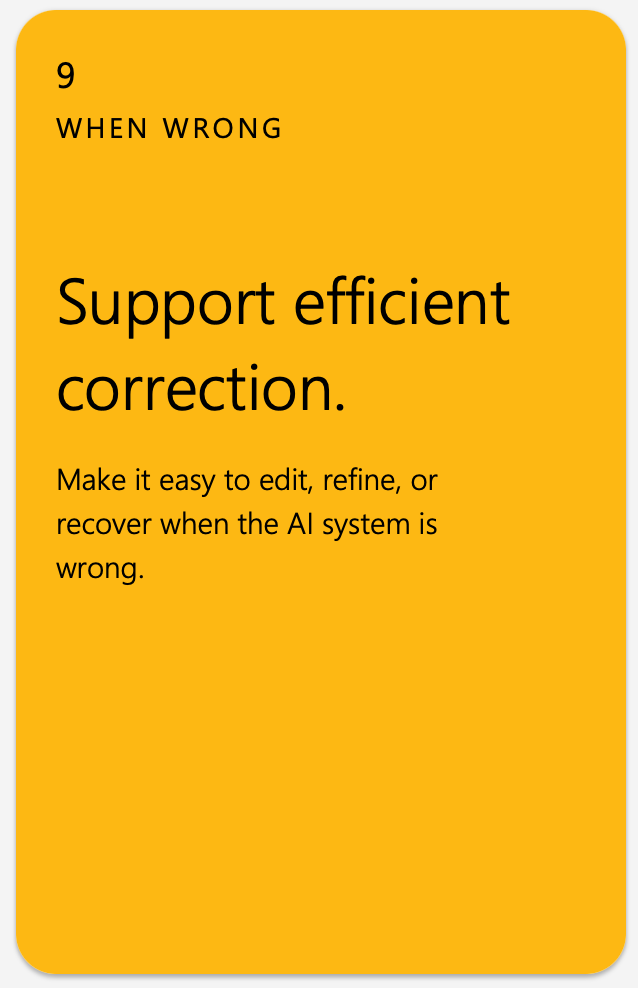 9
WHEN WRONG
Support efficient
correction.
Make it easy to edit, refine, or
recover when the AI system is
wrong.